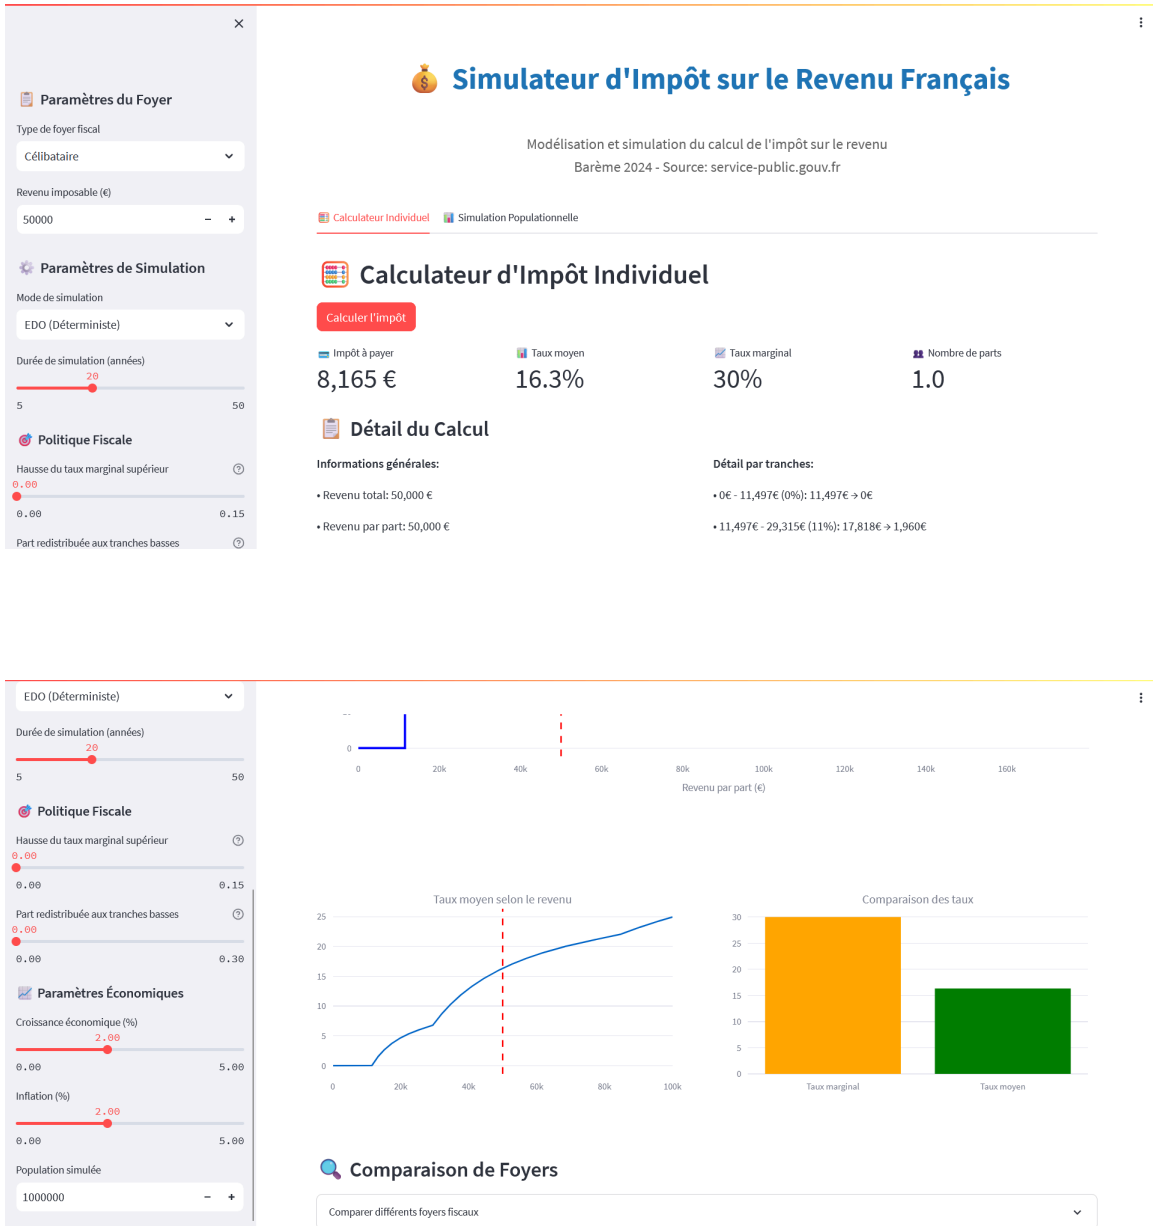 Paramètres du Foyer
Type de foyer fiscal
Célibataire
Revenu imposable (€)
50000
Paramètres de Simulation
Mode de simulation
EDO (Déterministe)
Durée de simulation (années)
20
5 50
Politique Fiscale
Hausse du taux marginal supérieur
0.00
0.00 0.15
Part redistribuée aux tranches basses
Simulateur d'Impôt sur le Revenu Français
Modélisation et simulation du calcul de l'impôt sur le revenu
Barème 2024 - Source: service-public.gouv.fr
Calculateur Individuel Simulation Populationnelle
Calculateur d'Impôt Individuel
Calculer l'impôt
Impôt à payer Taux moyen Taux marginal Nombre de parts
8,165 € 16.3% 30% 1.0
Détail du Calcul
Informations générales:
• Revenu total: 50,000 €
• Revenu par part: 50,000 €
Détail par tranches:
• 0€ - 11,497€ (0%): 11,497€ → 0€
• 11,497€ - 29,315€ (11%): 17,818€ → 1,960€
EDO (Déterministe)
Durée de simulation (années)
20
5 50
Politique Fiscale
Hausse du taux marginal supérieur
0.00
0.00 0.15
Part redistribuée aux tranches basses
0.00
0.00 0.30
Paramètres Économiques
Croissance économique (%)
2.00
0.00 5.00
Inflation (%)
2.00
0.00 5.00
Population simulée
1000000
0
0 20k 40k 60k 80k 100k 120k 140k 160k
Revenu par part (€)
Taux moyen selon le revenu
25
20
15
10
5
0
0 20k 40k 60k 80k 100k
Comparaison des taux
30
25
20
15
10
5
0
Taux marginal Taux moyen
Comparaison de Foyers
Comparer différents foyers fiscaux